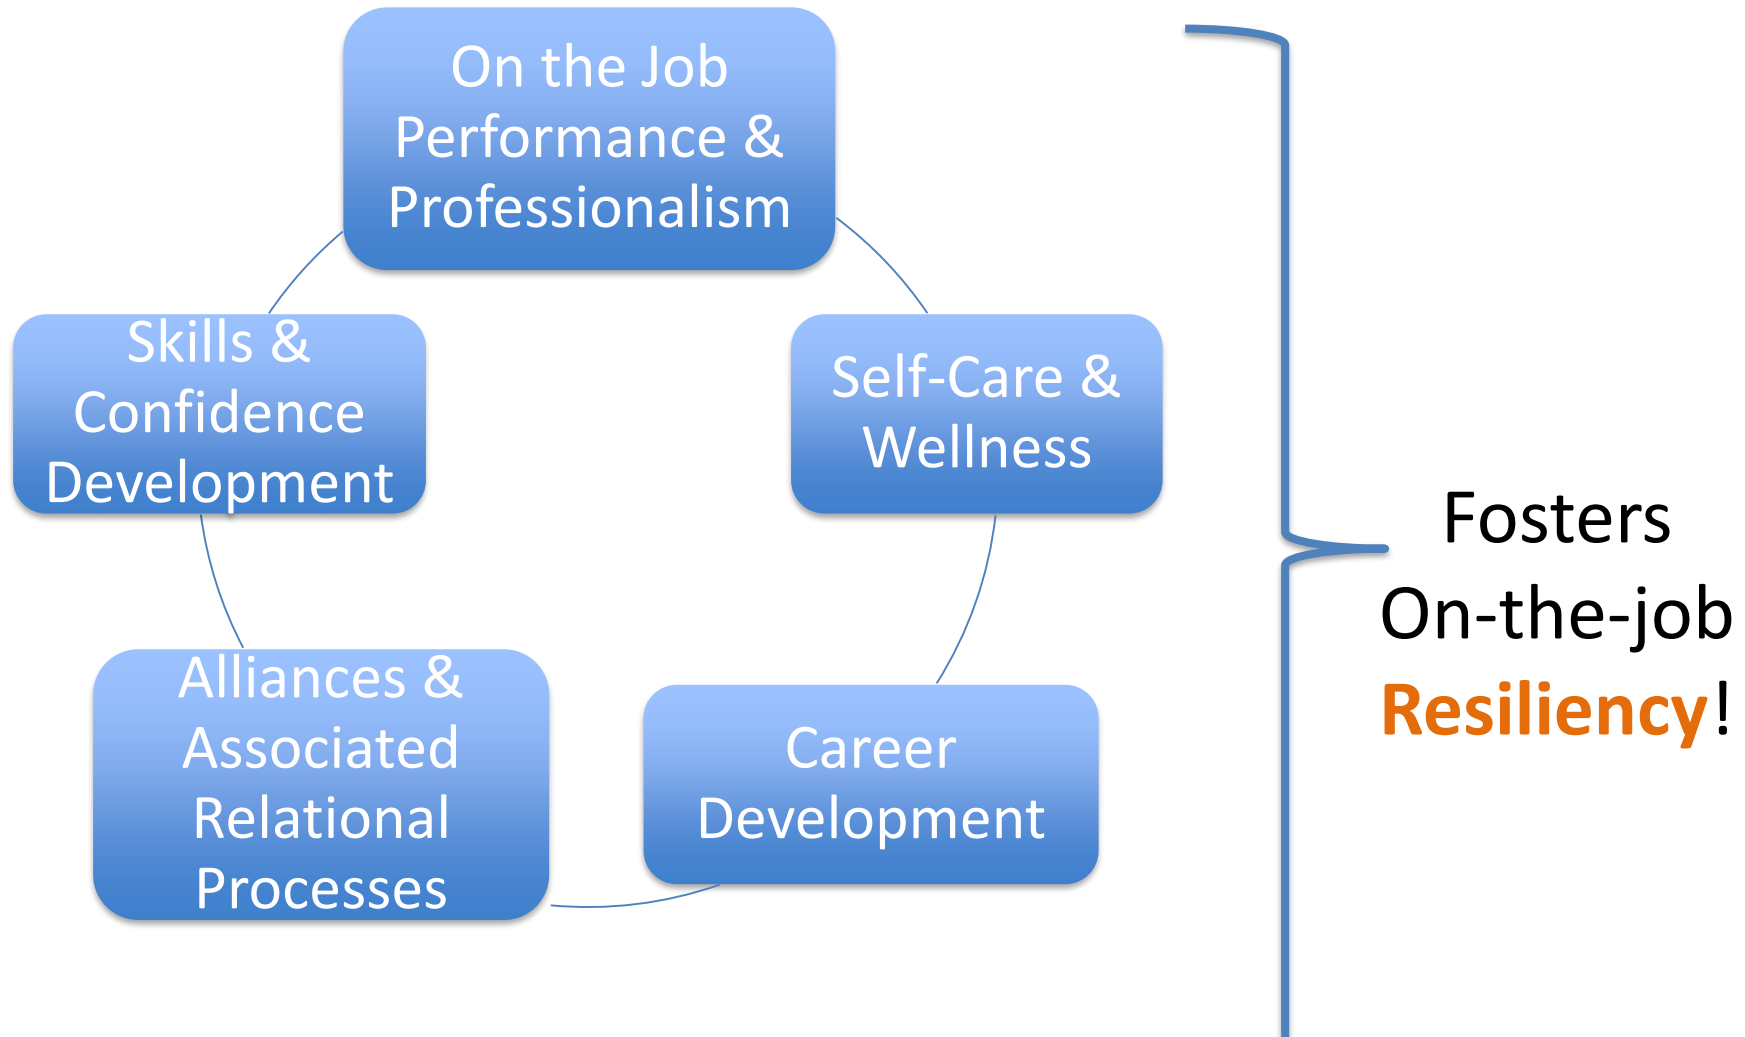 On the Job
Performance &
Professionalism
Skills &
Confidence
Development
Self-Care &
Wellness
Alliances &
Associated
Relational
Processes
Career
Development
Fosters
On-the-job
Resiliency!